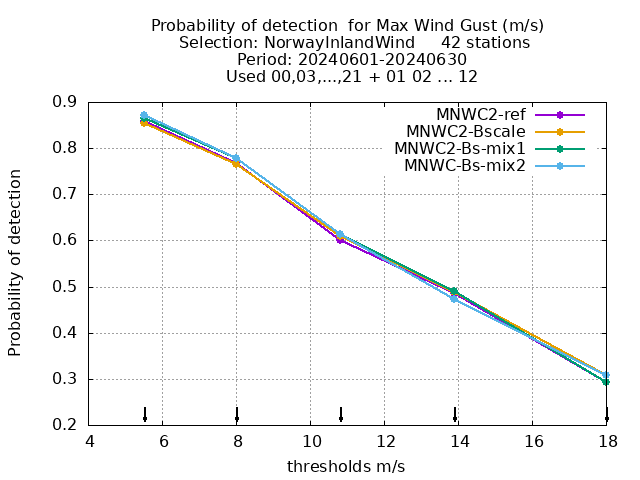 Probability of detection  for Max Wind Gust (m/s)
Selection: NorwayInlandWind     42 stations
Period: 20240601-20240630
Used 00,03,...,21 + 01 02 ... 12
MNWC2-ref
MNWC2-Bscale
MNWC2-Bs-mix1
MNWC-Bs-mix2
Probability of detection
0.9
0.8
0.7
0.6
0.5
0.4
0.3
0.2
4 6 8 10 12 14 16 18
thresholds m/s